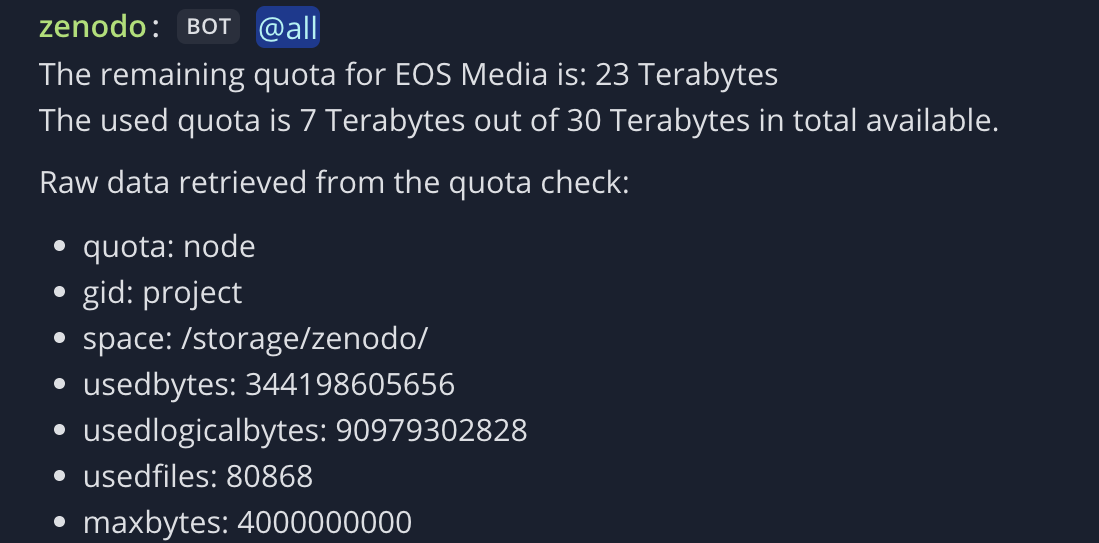 zenodo: BOT @all
The remaining quota for EOS Media is: 23 Terabytes
The used quota is 7 Terabytes out of 30 Terabytes in total available.
Raw data retrieved from the quota check:
• quota: node
• gid: project
• space: /storage/zenodo/
• usedbytes: 344198605656
• usedlogicalbytes: 90979302828
• usedfiles: 80868
• maxbytes: 4000000000